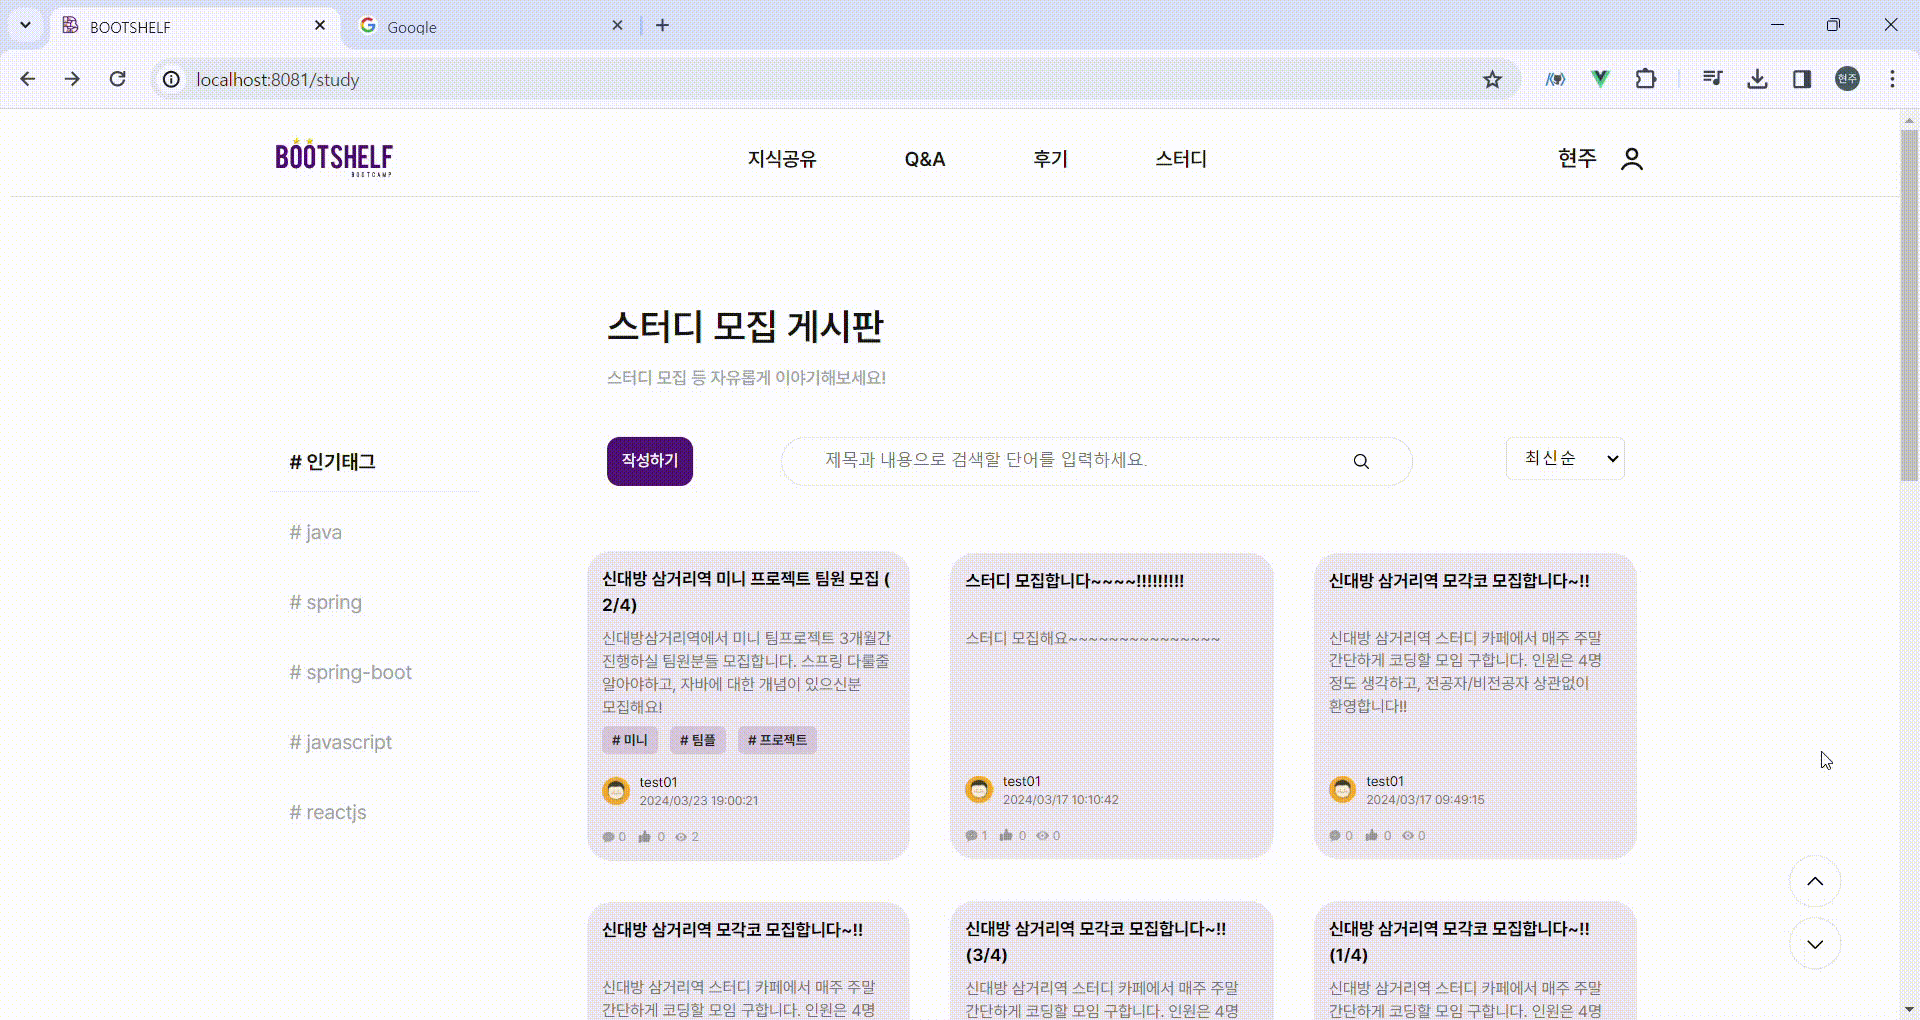 BOOTSHELF
Google
localhost:8081/study
현주
BOOTSHELF
BOOTCAMP
지식공유
Q&A
후기
스터디
현주
스터디 모집 게시판
스터디 모집 등 자유롭게 이야기해보세요!
# 인기태그
# java
# spring
# spring-boot
# javascript
# reactjs
작성하기
제목과 내용으로 검색할 단어를 입력하세요.
최신순
신대방 삼거리역 미니 프로젝트 팀원 모집 (
2/4)
신대방삼거리역에서 미니 팀프로젝트 3개월간
진행하실 팀원분들 모집합니다. 스프링 다룰줄
알아야하고, 자바에 대한 개념이 있으신분
모집해요!
# 미니
# 팀플
# 프로젝트
test01
2024/03/23 19:00:21
0
0
2
스터디 모집합니다~~~~!!!!!!!!!
스터디 모집해요~~~~~~~~~~~~~~~
test01
2024/03/17 10:10:42
1
0
0
신대방 삼거리역 모각코 모집합니다~!!
신대방 삼거리역 스터디 카페에서 매주 주말
간단하게 코딩할 모임 구합니다. 인원은 4명
정도 생각하고, 전공자/비전공자 상관없이
환영합니다!!
test01
2024/03/17 09:49:15
0
0
0
신대방 삼거리역 모각코 모집합니다~!!
신대방 삼거리역 스터디 카페에서 매주 주말
간단하게 코딩할 모임 구합니다. 인원은 4명
신대방 삼거리역 모각코 모집합니다~!!
(3/4)
신대방 삼거리역 스터디 카페에서 매주 주말
간단하게 코딩할 모임 구합니다. 인원은 4명
신대방 삼거리역 모각코 모집합니다~!!
(1/4)
신대방 삼거리역 스터디 카페에서 매주 주말
간단하게 코딩할 모임 구합니다. 인원은 4명